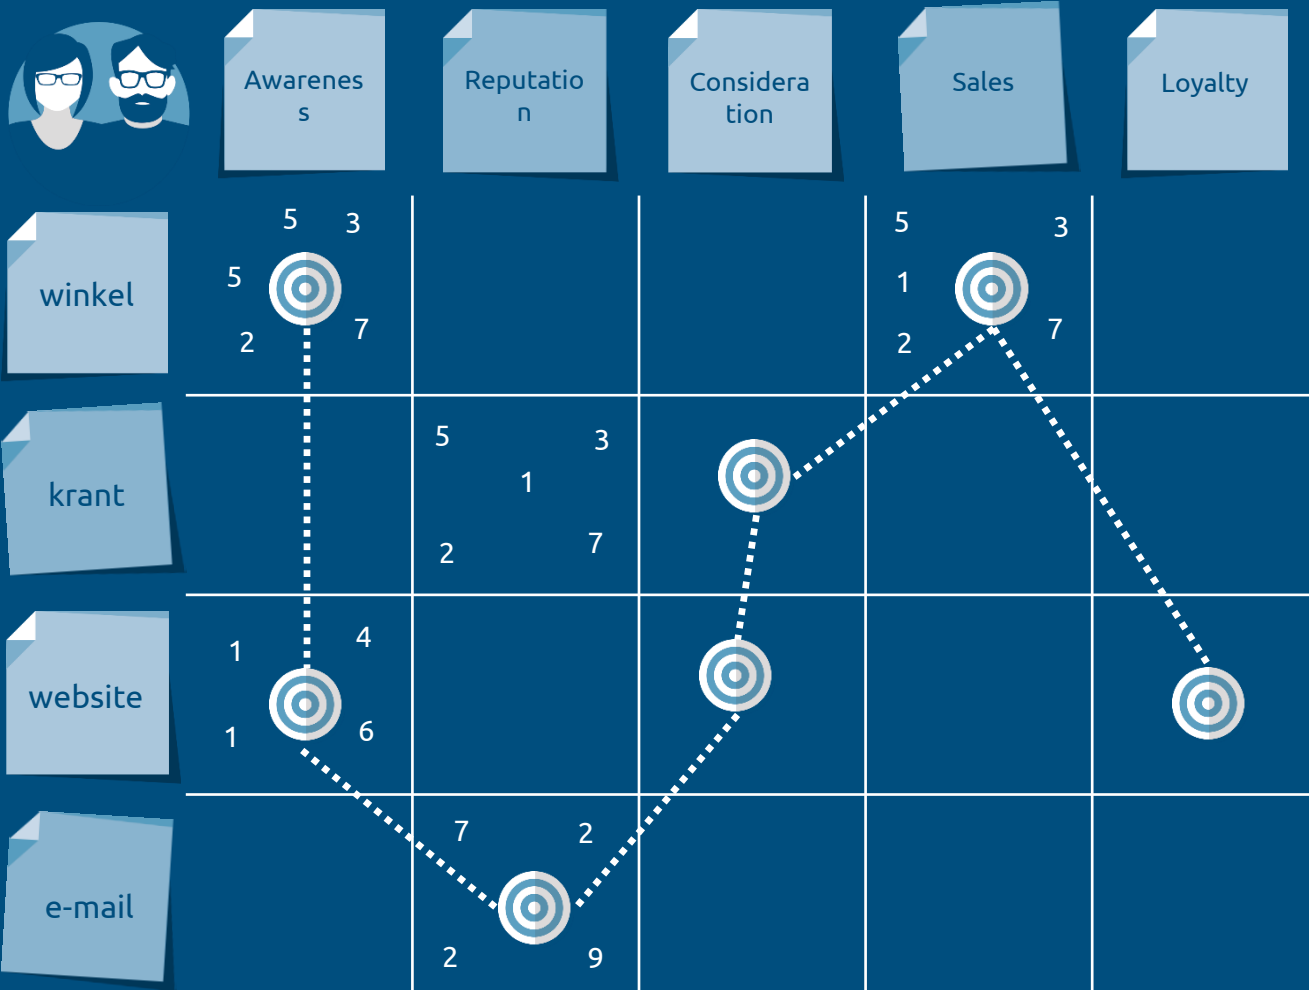 Awarenes
s
Reputatio
n
Considera
tion
Sales
Loyalty
winkel
5 3
5
2 7
5 3
1
2 7
krant
5 3
1
2 7
website
1 4
1 6
e-mail
7 2
2 9